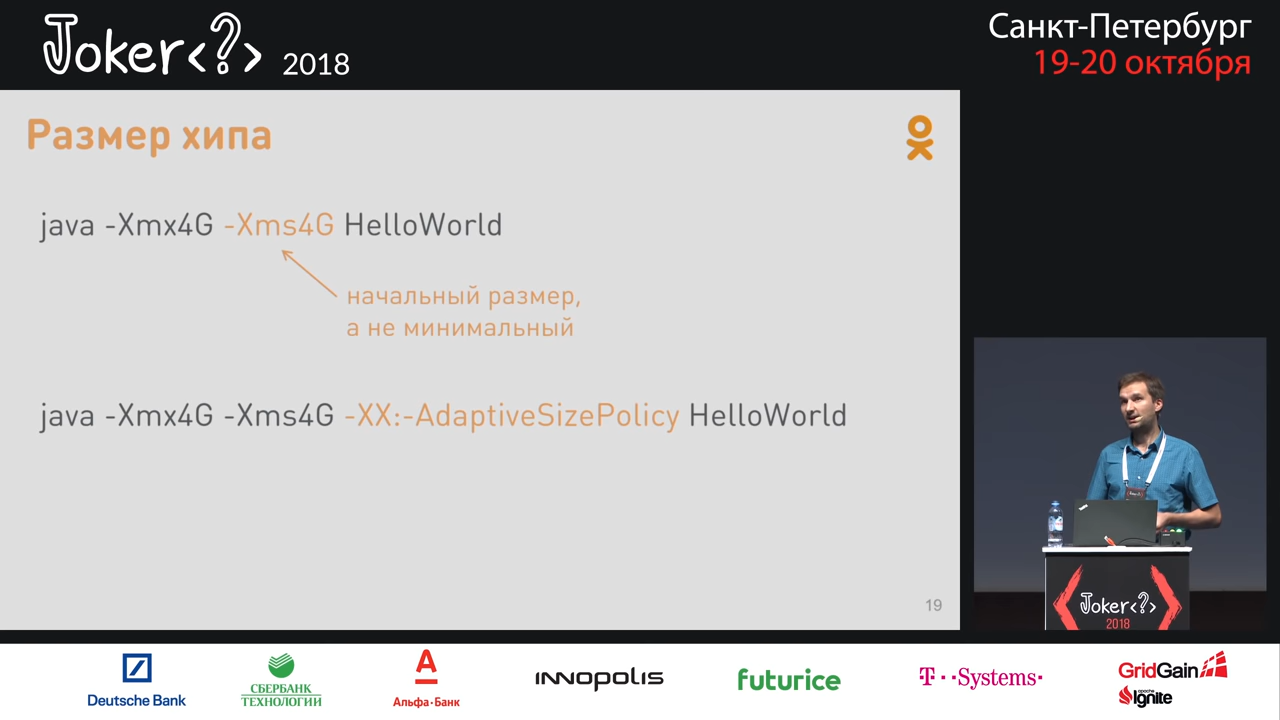 Joker<?> 2018
Санкт-Петербург
19-20 октября
Размер хипа
java -Xmx4G -Xms4G HelloWorld
начальный размер,
а не минимальный
java -Xmx4G -Xms4G -XX:-AdaptiveSizePolicy HelloWorld
19
Joker<?>
2018
Deutsche Bank
СБЕРБАНК
ТЕХНОЛОГИИ
Альфа·Банк
INNOPOLIS
futurice
T··Systems·
GridGain
APACHE
Ignite